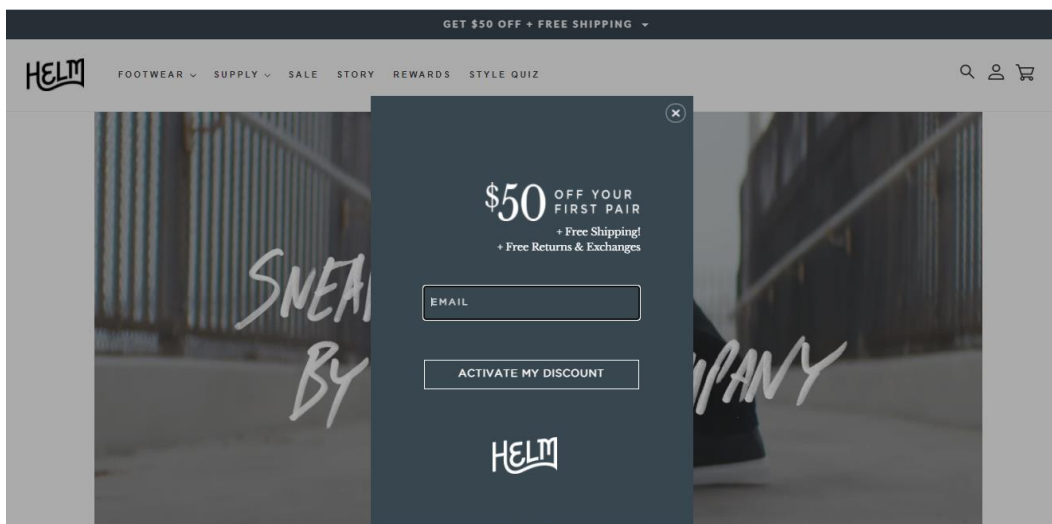 GET $50 OFF + FREE SHIPPING
HELM
FOOTWEAR SUPPLY SALE STORY REWARDS STYLE QUIZ
$50 OFF YOUR
FIRST PAIR
+ Free Shipping!
+ Free Returns & Exchanges
EMAIL
ACTIVATE MY DISCOUNT
HELM
BY